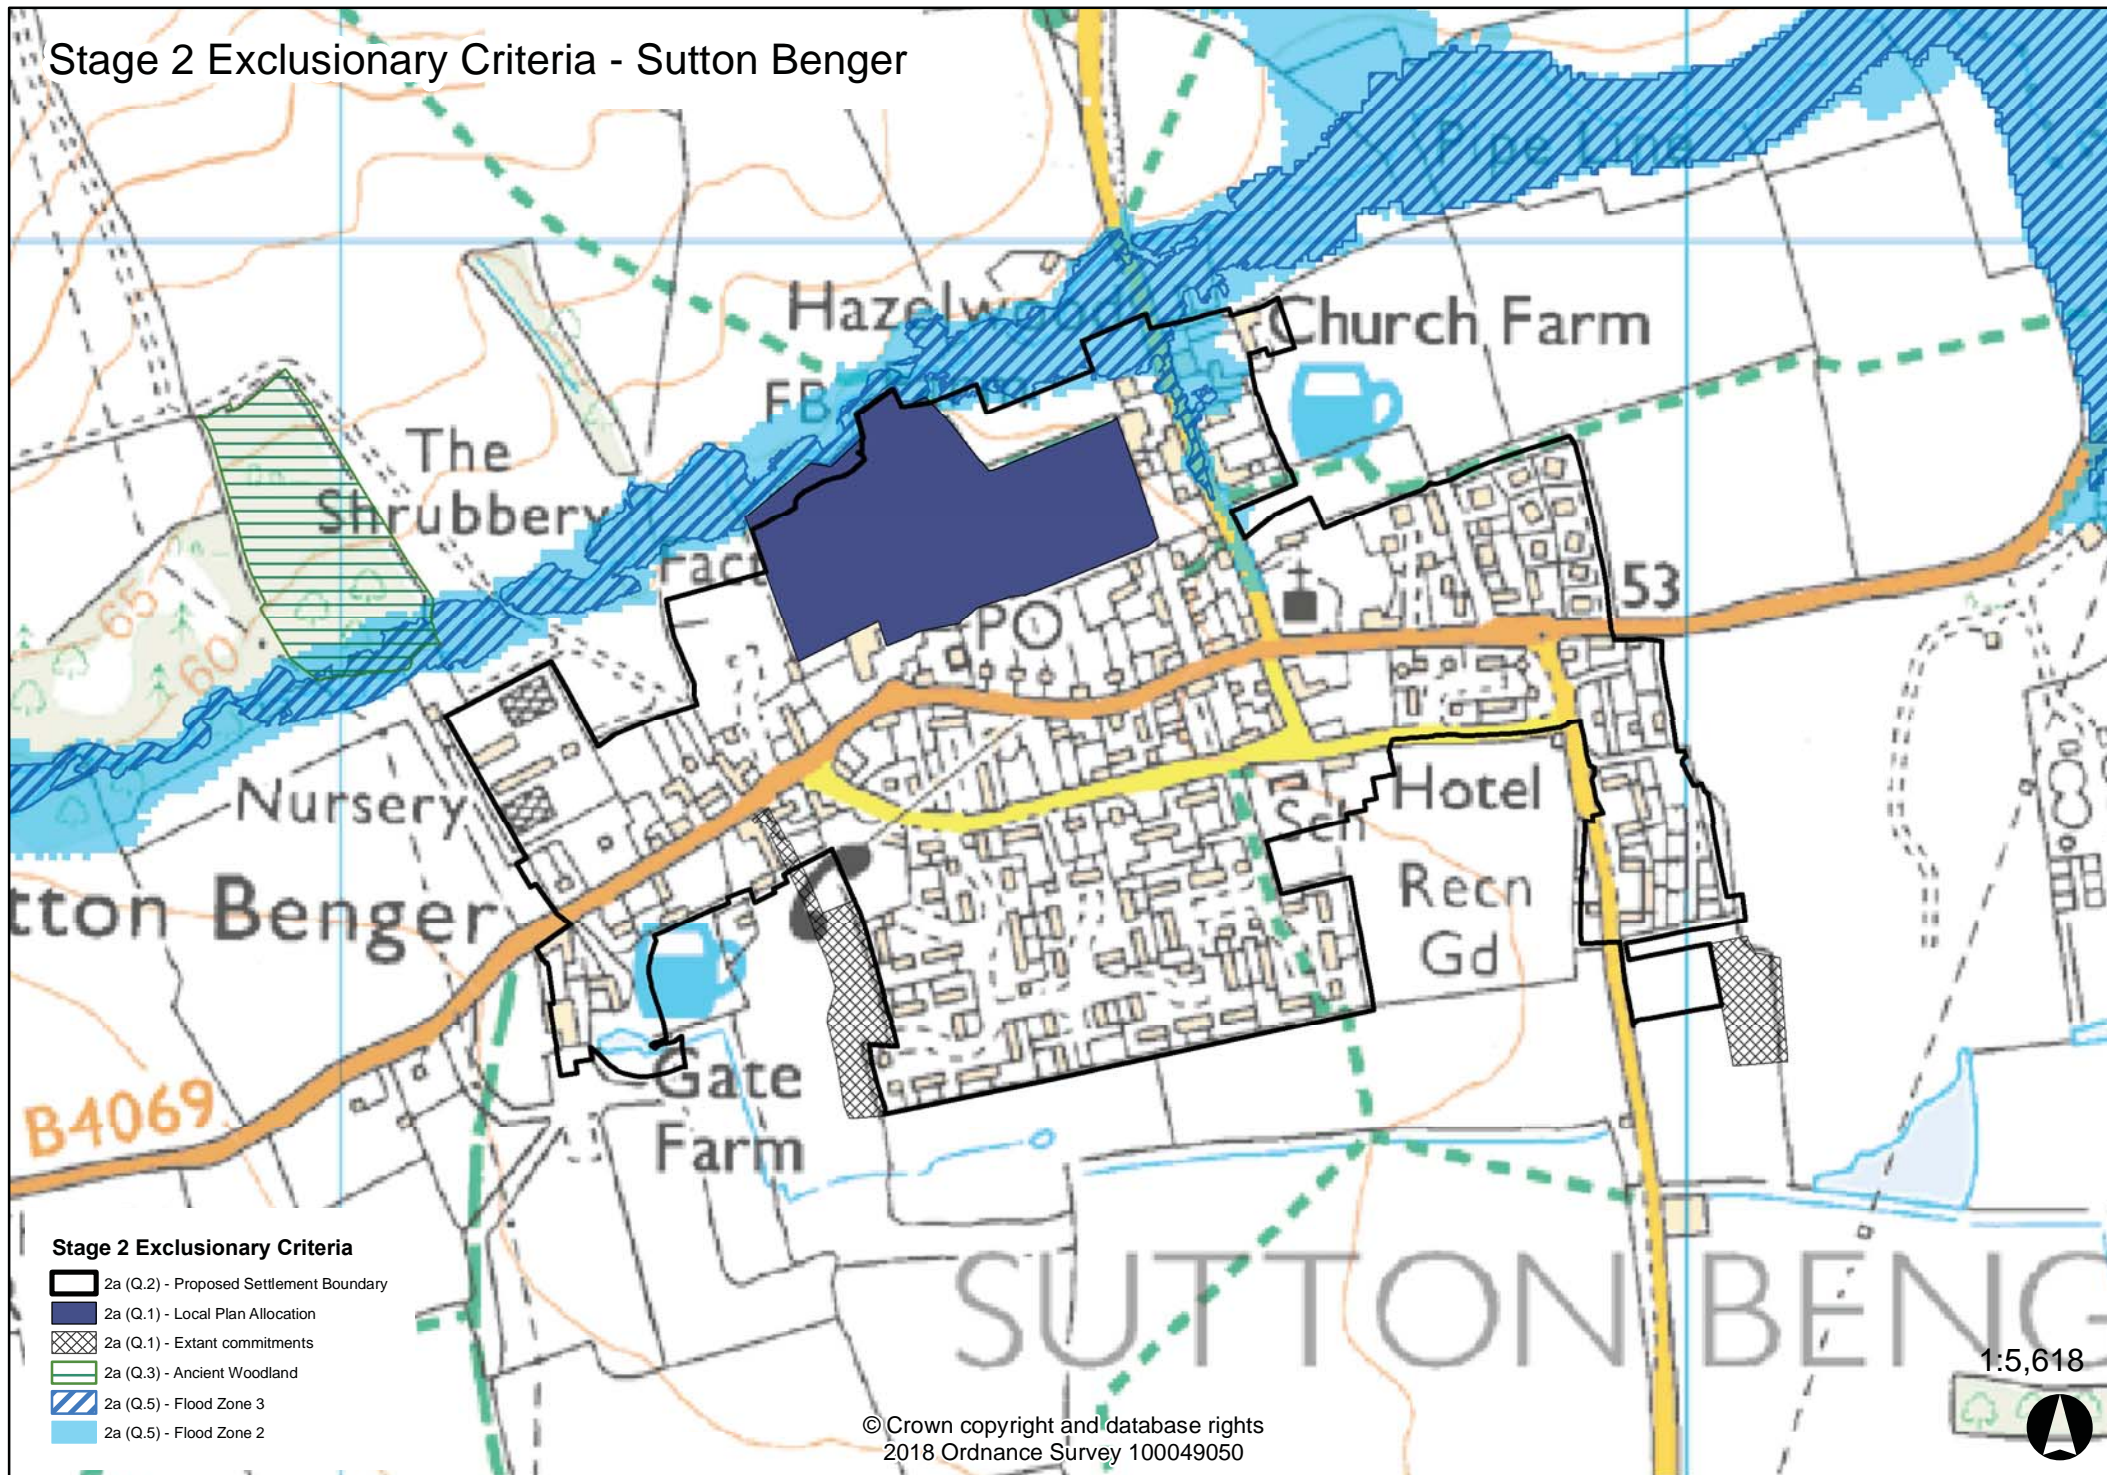 Stage 2 Exclusionary Criteria - Sutton Benger
Pipe Line
Hazelwood
Church Farm
FB
The
Shrubbery
Fact
65
60
53
PO
Nursery
Hotel
Sch
tton Benger
Recn
Gd
Gate
Farm
B4069
SUTTON BENG
Stage 2 Exclusionary Criteria
2a (Q.2) - Proposed Settlement Boundary
2a (Q.1) - Local Plan Allocation
2a (Q.1) - Extant commitments
2a (Q.3) - Ancient Woodland
2a (Q.5) - Flood Zone 3
2a (Q.5) - Flood Zone 2
1:5,618
© Crown copyright and database rights
2018 Ordnance Survey 100049050